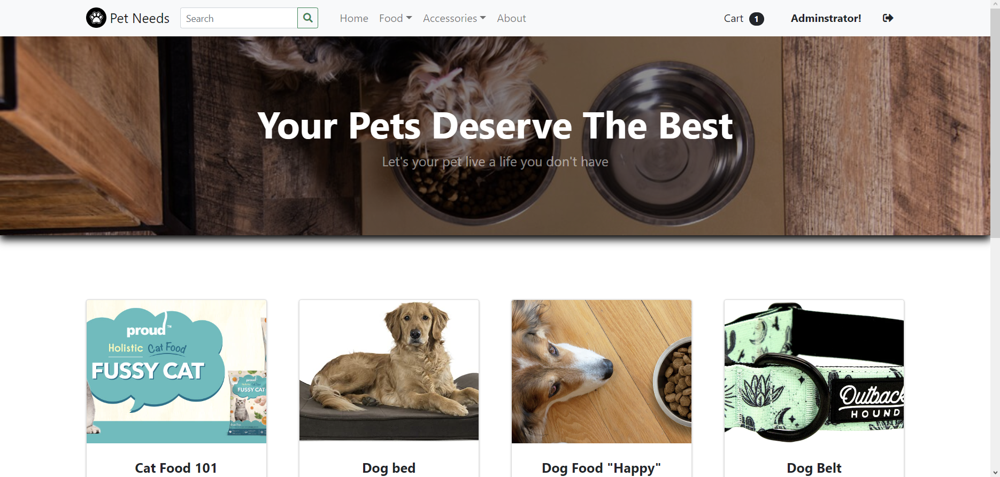 Pet Needs
Search
Home
Food
Accessories
About
Cart 1
Adminstrator!
Your Pets Deserve The Best
Let's your pet live a life you don't have
proud™
Holistic Cat Food
FUSSY CAT
proud
Holistic Cat Food
FUSSY CAT
Outback
HOUND
Cat Food 101
Dog bed
Dog Food "Happy"
Dog Belt